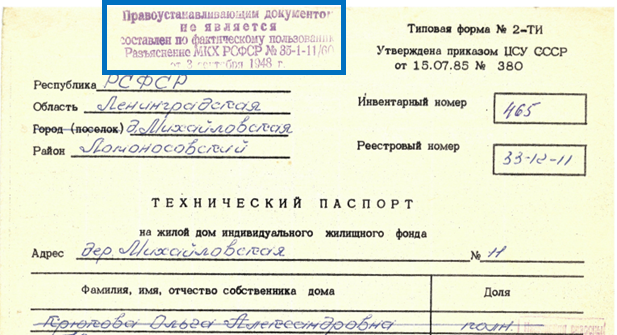 Правоустанавливающим документом
не является
составлен по фактическому пользованию
Разъяснение МКХ РСФСР № 35-1-11/60
от 3 сентября 1948 г.
Типовая форма № 2-ТИ
Утверждена приказом ЦСУ СССР
от 15.07.85 № 380
Республика РСФСР
Область Ленинградская
Город (поселок) д. Михайловская
Район Ломоносовский
Инвентарный номер 465
Реестровый номер 33-12-11
ТЕХНИЧЕСКИЙ ПАСПОРТ
на жилой дом индивидуального жилищного фонда
Адрес дер. Михайловская № 11
Фамилия, имя, отчество собственника дома Доля
Крюкова Ольга Александровна полн.